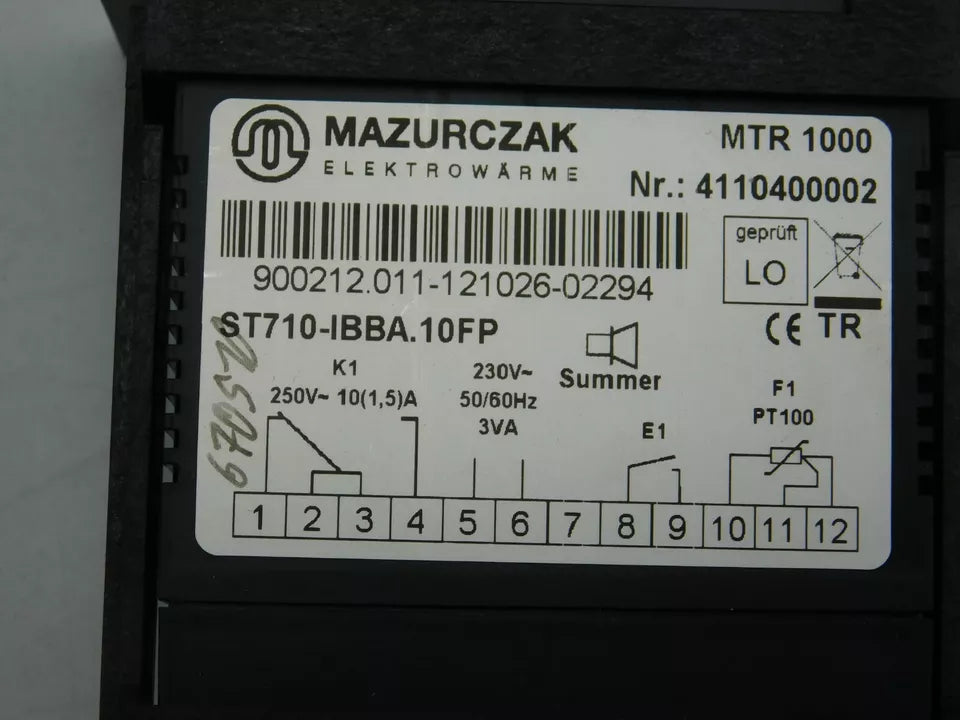 MAZURCZAK
ELEKTROWÄRME
MTR 1000
Nr.: 4110400002
900212.011-121026-02294
geprüft
LO
CE TR
ST710-IBBA.10FP
Summer
K1
250V~ 10(1,5)A
230V~
50/60Hz
3VA
E1
F1
PT100
1 2 3 4 5 6 7 8 9 10 11 12